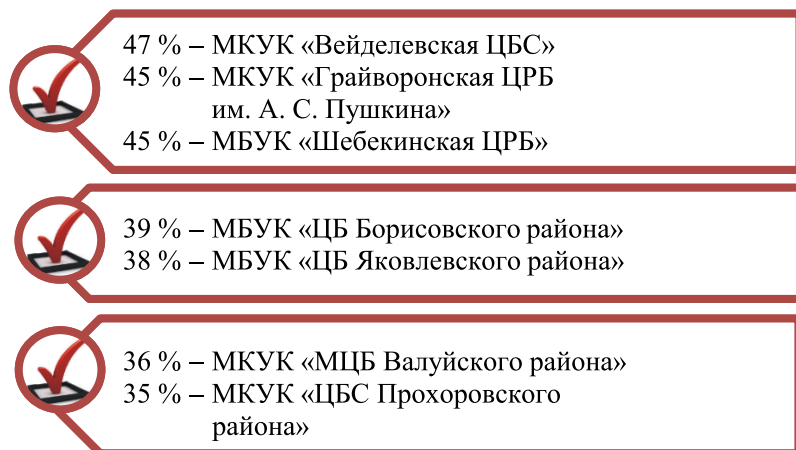 47 % – МКУК «Вейделевская ЦБС»
45 % – МКУК «Грайворонская ЦРБ
им. А. С. Пушкина»
45 % – МБУК «Шебекинская ЦРБ»
39 % – МБУК «ЦБ Борисовского района»
38 % – МБУК «ЦБ Яковлевского района»
36 % – МКУК «МЦБ Валуйского района»
35 % – МКУК «ЦБС Прохоровского
района»